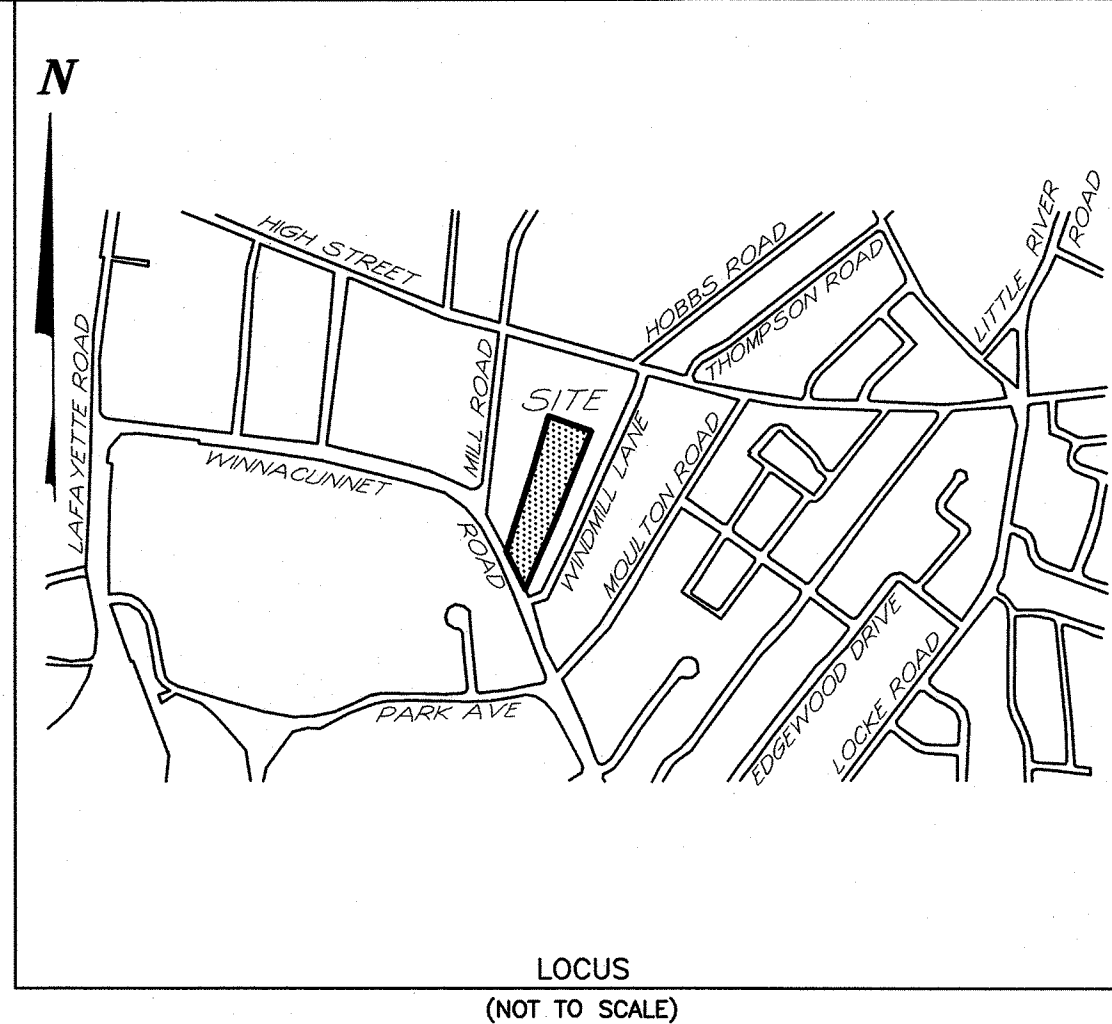 N
HIGH STREET
LITTLE RIVER
ROAD
HOBBS ROAD
THOMPSON ROAD
LAFAYETTE ROAD
MILL ROAD
SITE
WINDMILL LANE
MOULTON ROAD
WINNACUNNET
ROAD
EDGEWOOD DRIVE
LOCKE ROAD
PARK AVE
LOCUS
(NOT TO SCALE)